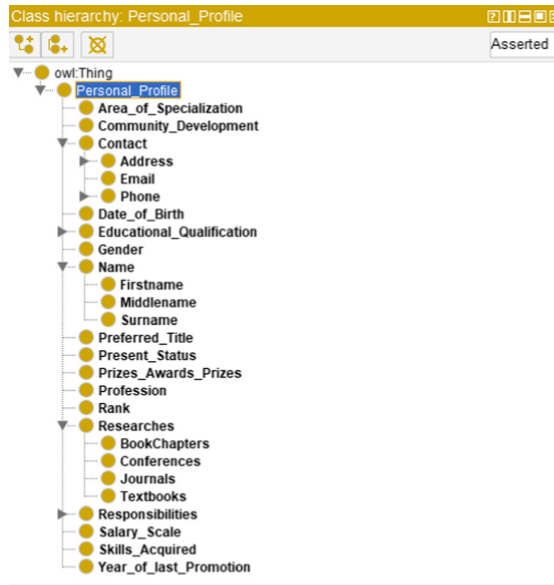 Class hierarchy: Personal_Profile
Asserted
owl:Thing
Personal_Profile
Area_of_Specialization
Community_Development
Contact
Address
Email
Phone
Date_of_Birth
Educational_Qualification
Gender
Name
Firstname
Middlename
Surname
Preferred_Title
Present_Status
Prizes_Awards_Prizes
Profession
Rank
Researches
BookChapters
Conferences
Journals
Textbooks
Responsibilities
Salary_Scale
Skills_Acquired
Year_of_last_Promotion